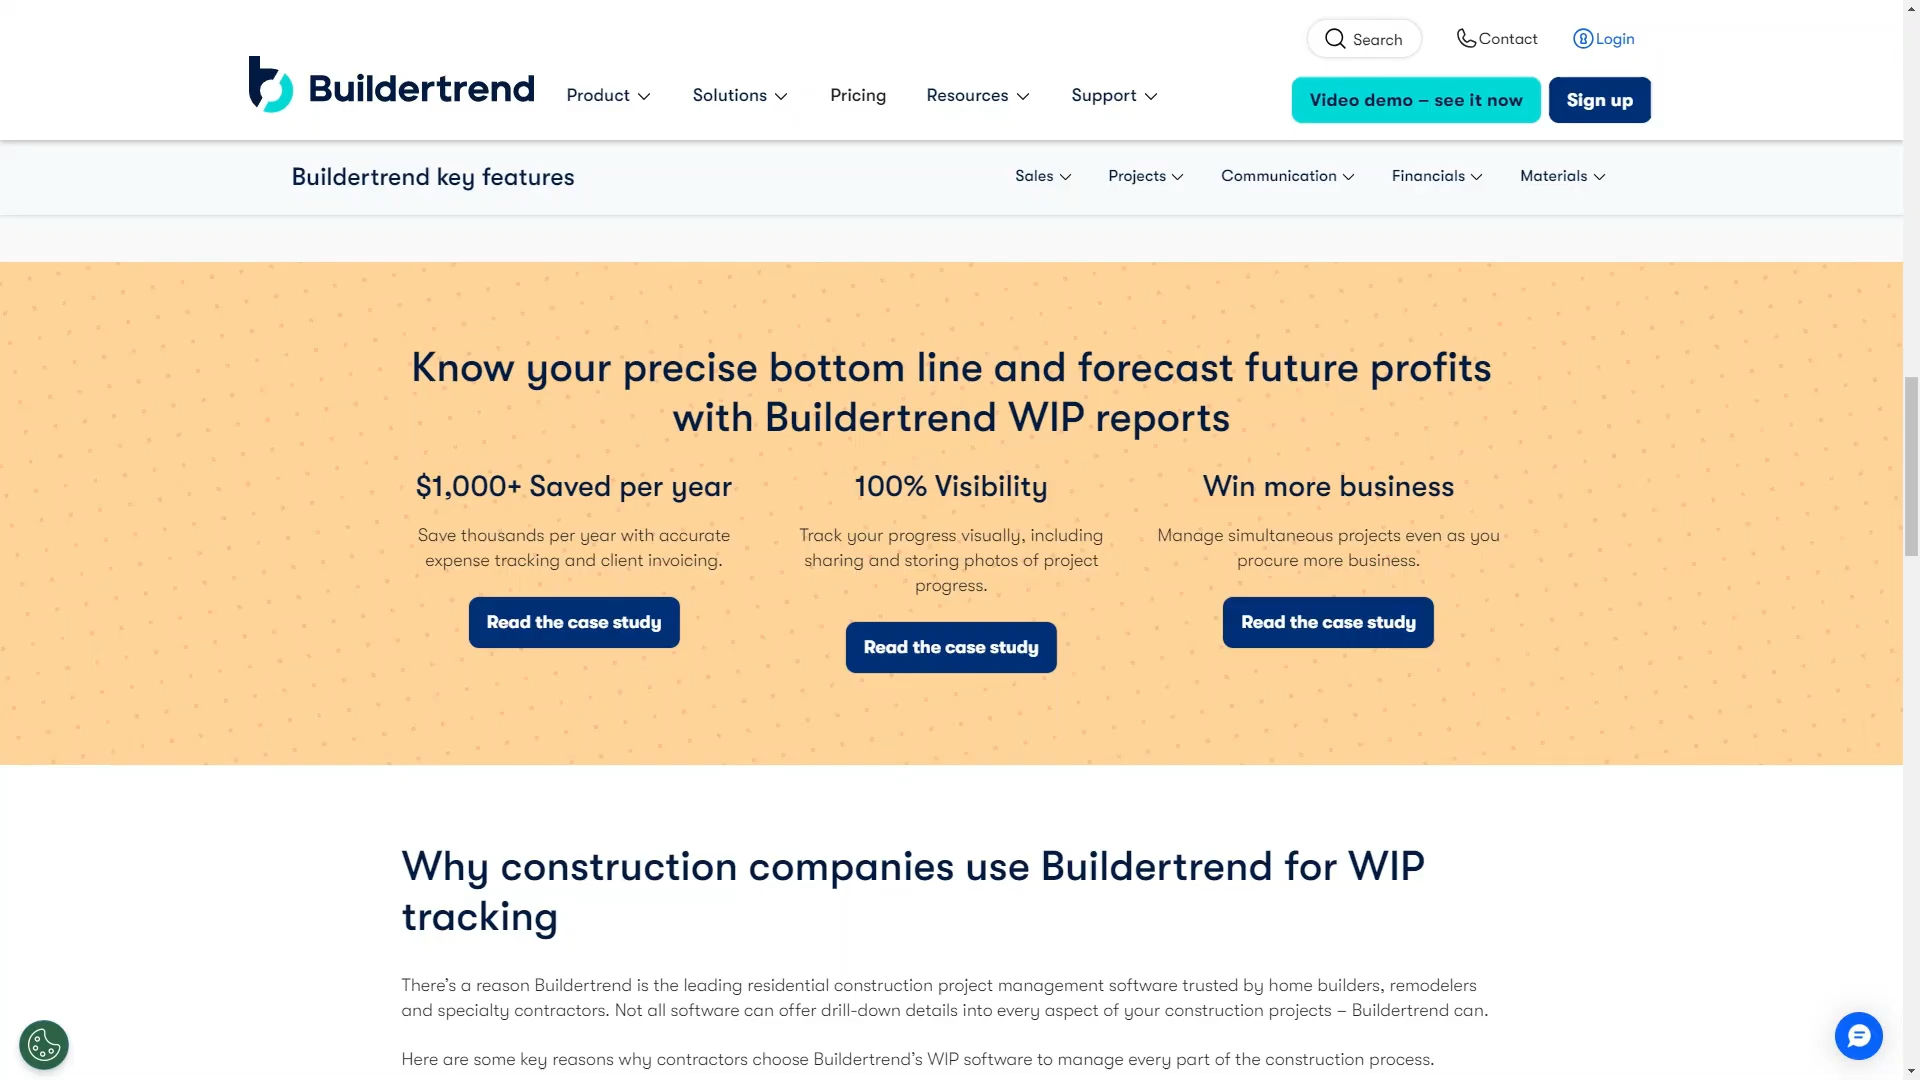 Search
Contact
Login
Buildertrend
Product
Solutions
Pricing
Resources
Support
Video demo – see it now
Sign up
Buildertrend key features
Sales
Projects
Communication
Financials
Materials
Know your precise bottom line and forecast future profits
with Buildertrend WIP reports
$1,000+ Saved per year
Save thousands per year with accurate
expense tracking and client invoicing.
Read the case study
100% Visibility
Track your progress visually, including
sharing and storing photos of project
progress.
Read the case study
Win more business
Manage simultaneous projects even as you
procure more business.
Read the case study
Why construction companies use Buildertrend for WIP
tracking
There’s a reason Buildertrend is the leading residential construction project management software trusted by home builders, remodelers
and specialty contractors. Not all software can offer drill-down details into every aspect of your construction projects – Buildertrend can.
Here are some key reasons why contractors choose Buildertrend’s WIP software to manage every part of the construction process.